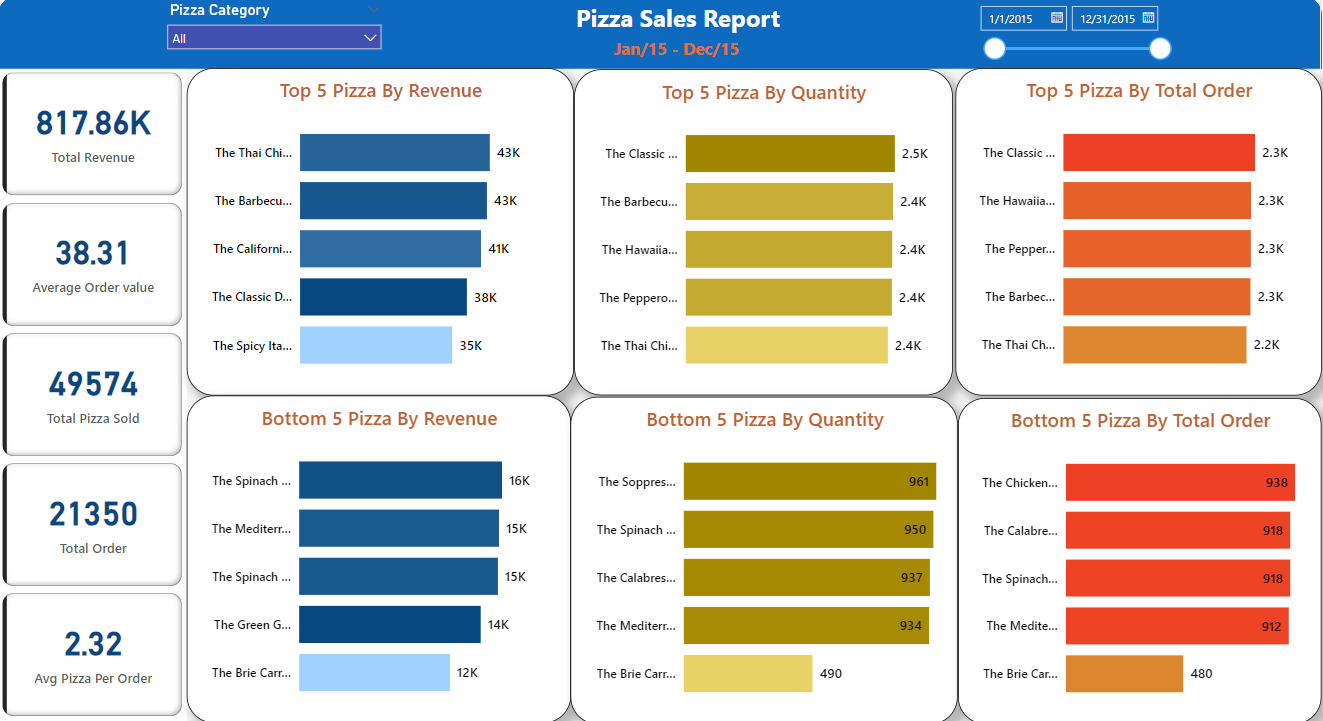 Pizza Category
All
Pizza Sales Report
Jan/15 - Dec/15
1/1/2015
12/31/2015
817.86K
Total Revenue
38.31
Average Order value
49574
Total Pizza Sold
21350
Total Order
2.32
Avg Pizza Per Order
Top 5 Pizza By Revenue
The Thai Chi... 43K
The Barbecu... 43K
The Californi... 41K
The Classic D... 38K
The Spicy Ita... 35K
Top 5 Pizza By Quantity
The Classic ... 2.5K
The Barbecu... 2.4K
The Hawaiia... 2.4K
The Peppero... 2.4K
The Thai Chi... 2.4K
Top 5 Pizza By Total Order
The Classic ... 2.3K
The Hawaiia... 2.3K
The Pepper... 2.3K
The Barbec... 2.3K
The Thai Ch... 2.2K
Bottom 5 Pizza By Revenue
The Spinach ... 16K
The Mediterr... 15K
The Spinach ... 15K
The Green G... 14K
The Brie Carr... 12K
Bottom 5 Pizza By Quantity
The Soppres... 961
The Spinach ... 950
The Calabres... 937
The Mediterr... 934
The Brie Carr... 490
Bottom 5 Pizza By Total Order
The Chicken... 938
The Calabre... 918
The Spinach... 918
The Medite... 912
The Brie Car... 480